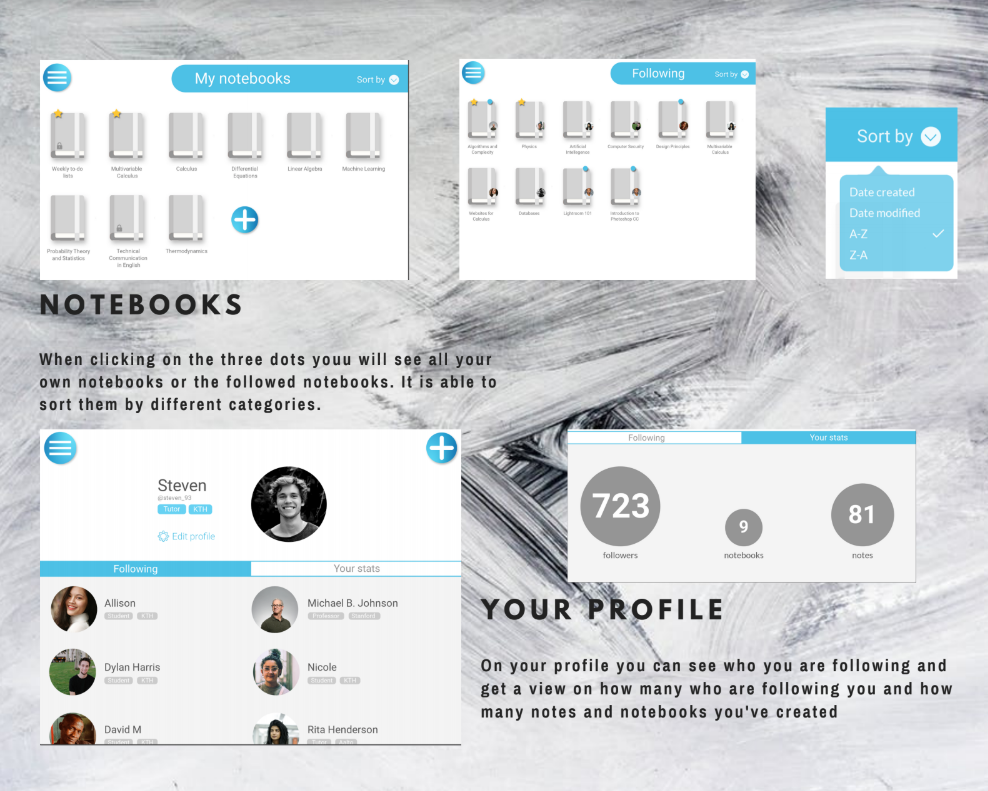 My notebooks
Sort by
Weekly to do
lists
Multivariable
Calculus
Calculus
Differential
Equations
Linear Algebra
Machine Learning
Probability Theory
and Statistics
Technical
Communication
in English
Thermodynamics
Following
Sort by
Algorithms and
Complexity
Physics
Artificial
Intelligence
Computer Security
Design Principles
Multivariable
Calculus
Websites for
Calculus
Databases
Lightroom 101
Introduction to
Photoshop CC
Sort by
Date created
Date modified
A-Z
Z-A
NOTEBOOKS
When clicking on the three dots youu will see all your
own notebooks or the followed notebooks. It is able to
sort them by different categories.
Steven
@steven_93
Tutor KTH
Edit profile
Following Your stats
Allison
Student KTH
Michael B. Johnson
Professor Stanford
Dylan Harris
Student KTH
Nicole
Student KTH
David M
Student KTH
Rita Henderson
Tutor
Following Your stats
723
followers
9
notebooks
81
notes
YOUR PROFILE
On your profile you can see who you are following and
get a view on how many who are following you and how
many notes and notebooks you've created